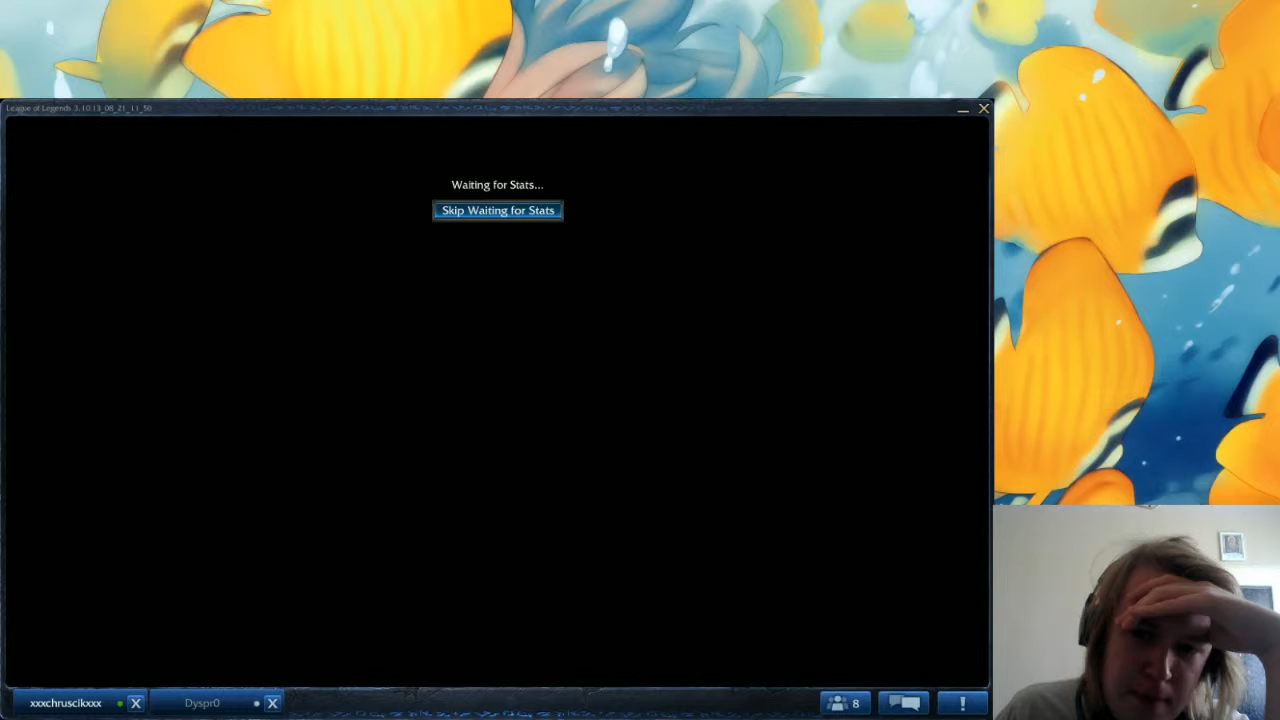 League of Legends 3.10.13_08_21_11_50
Waiting for Stats...
Skip Waiting for Stats
xxxchruscikxxx X
Dyspr0 X
8
!